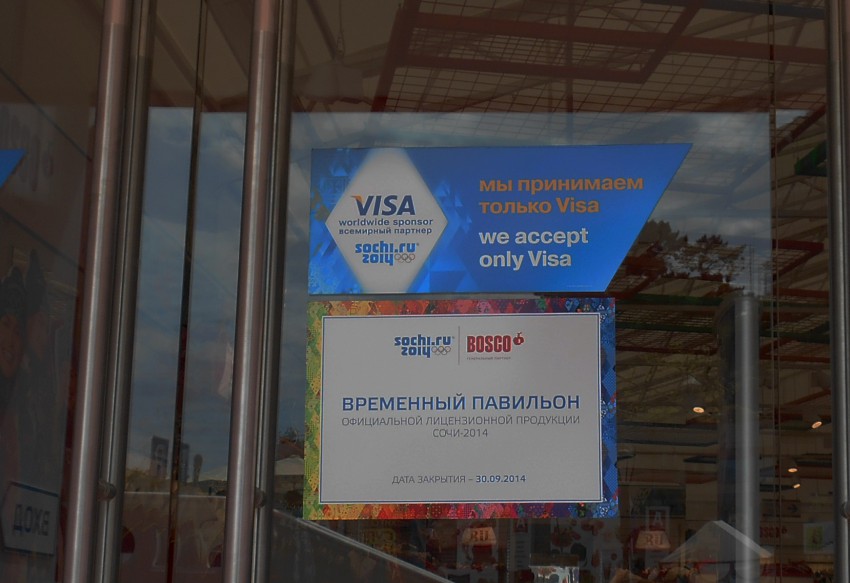 VISA
worldwide sponsor
всемирный партнер
sochi.ru
2014
мы принимаем
только Visa
we accept
only Visa
sochi.ru
2014
BOSCO
ВРЕМЕННЫЙ ПАВИЛЬОН
ОФИЦИАЛЬНОЙ ЛИЦЕНЗИОННОЙ ПРОДУКЦИИ
СОЧИ-2014
ДАТА ЗАКРЫТИЯ – 30.09.2014
RU